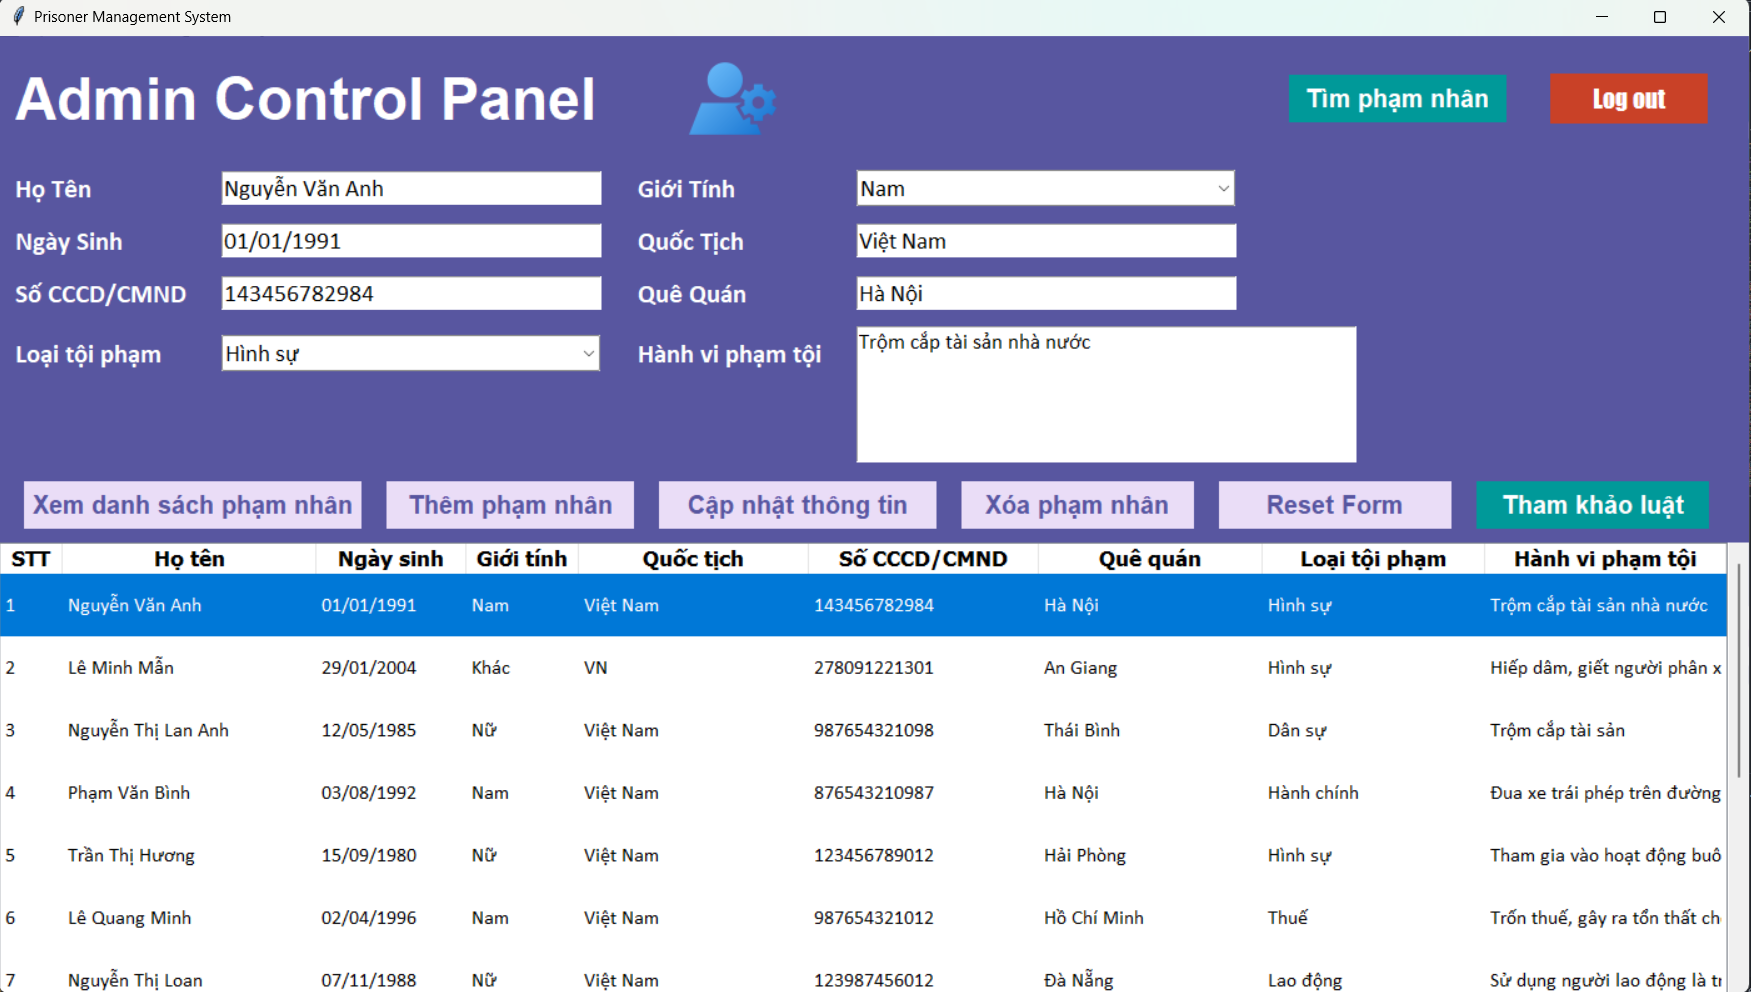 Prisoner Management System
Admin Control Panel
Tìm phạm nhân
Log out
Họ Tên
Nguyễn Văn Anh
Giới Tính
Nam
Ngày Sinh
01/01/1991
Quốc Tịch
Việt Nam
Số CCCD/CMND
143456782984
Quê Quán
Hà Nội
Loại tội phạm
Hình sự
Hành vi phạm tội
Trộm cắp tài sản nhà nước
Xem danh sách phạm nhân
Thêm phạm nhân
Cập nhật thông tin
Xóa phạm nhân
Reset Form
Tham khảo luật
STT Họ tên Ngày sinh Giới tính Quốc tịch Số CCCD/CMND Quê quán Loại tội phạm Hành vi phạm tội
1 Nguyễn Văn Anh 01/01/1991 Nam Việt Nam 143456782984 Hà Nội Hình sự Trộm cắp tài sản nhà nước
2 Lê Minh Mẫn 29/01/2004 Khác VN 278091221301 An Giang Hình sự Hiếp dâm, giết người phân x
3 Nguyễn Thị Lan Anh 12/05/1985 Nữ Việt Nam 987654321098 Thái Bình Dân sự Trộm cắp tài sản
4 Phạm Văn Bình 03/08/1992 Nam Việt Nam 876543210987 Hà Nội Hành chính Đua xe trái phép trên đường
5 Trần Thị Hương 15/09/1980 Nữ Việt Nam 123456789012 Hải Phòng Hình sự Tham gia vào hoạt động buô
6 Lê Quang Minh 02/04/1996 Nam Việt Nam 987654321012 Hồ Chí Minh Thuế Trốn thuế, gây ra tổn thất ch
7 Nguyễn Thị Loan 07/11/1988 Nữ Việt Nam 123987456012 Đà Nẵng Lao động Sử dụng người lao động là tr